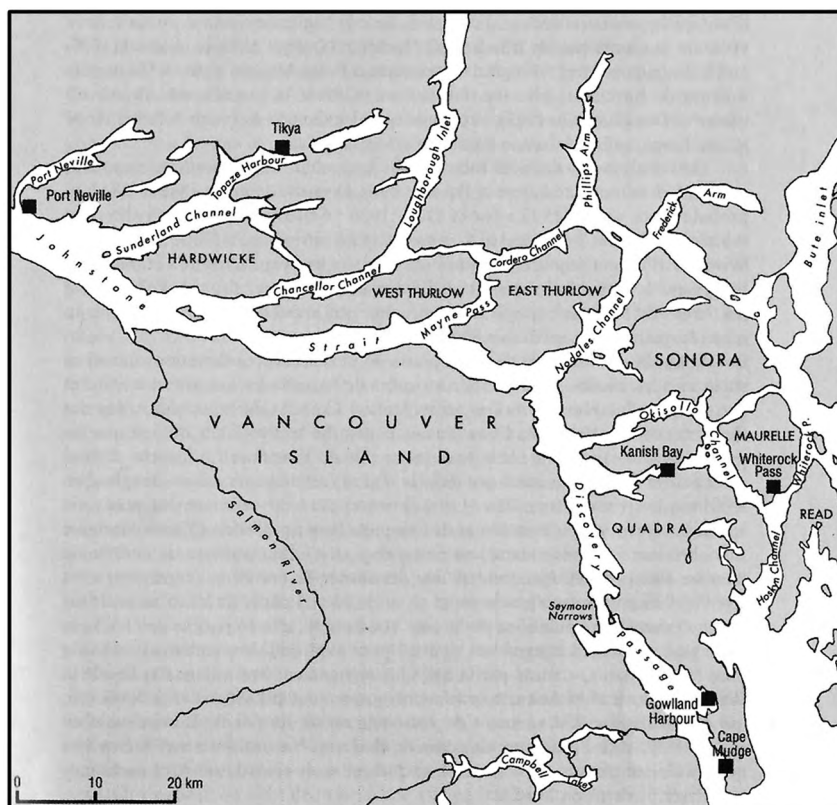 Tikya
Port Neville
Port Neville
Topaze Harbour
Loughborough Inlet
Phillips Arm
Frederick
Arm
Bute inlet
Johnstone
Sunderland Channel
HARDWICKE
Chancellor Channel
Cordero Channel
WEST THURLOW
EAST THURLOW
Mayne Pass
Strait
Nodales Channel
SONORA
VANCOUVER
ISLAND
Okisollo
Channel
MAURELLE
Kanish Bay
Whiterock
Pass
Whiterock P.
Discovery
QUADRA
READ
Salmon River
Hoskyn Channel
Seymour
Narrows
Passage
Gowlland
Harbour
Cape
Mudge
Campbell
Lake
0 10 20 km